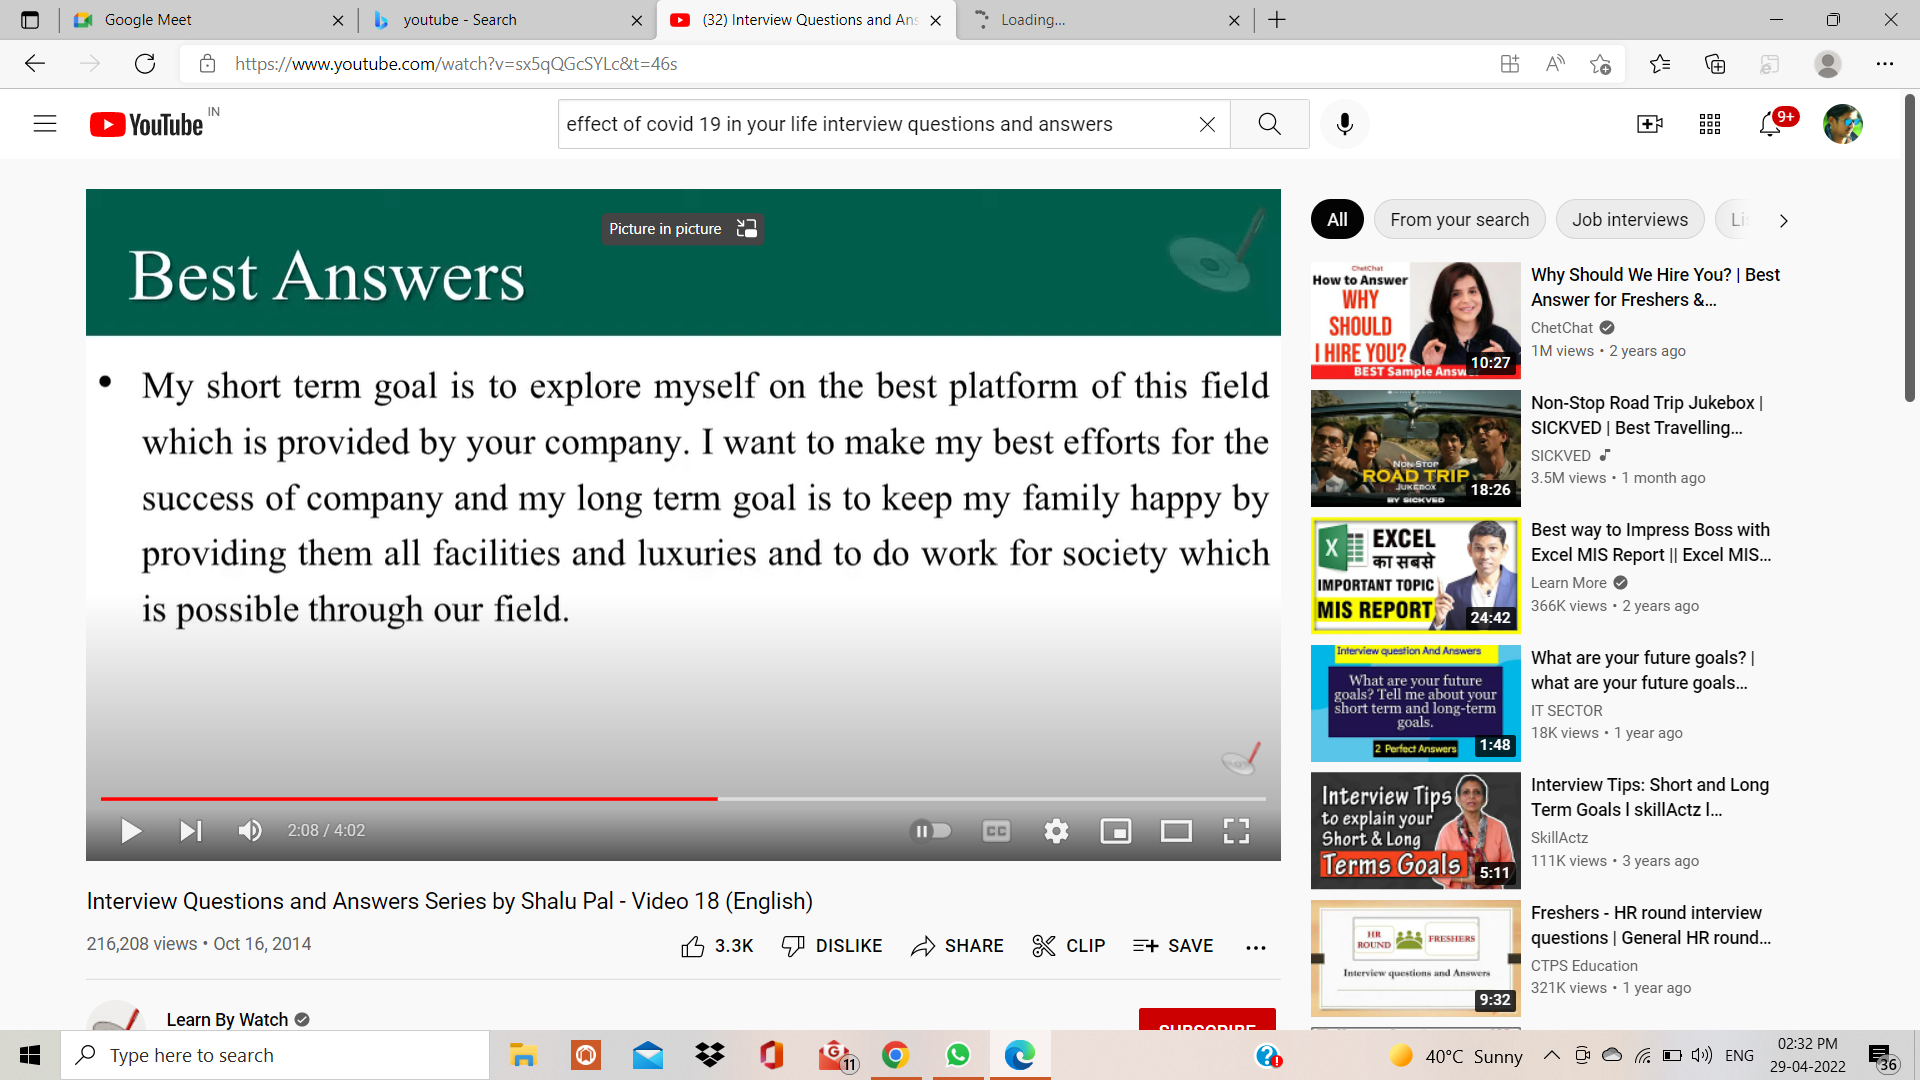 Google Meet
youtube - Search
(32) Interview Questions and Ans
Loading...
https://www.youtube.com/watch?v=sx5qQGcSYLc&t=46s
YouTube IN
effect of covid 19 in your life interview questions and answers
9+
Picture in picture
Best Answers
• My short term goal is to explore myself on the best platform of this field
which is provided by your company. I want to make my best efforts for the
success of company and my long term goal is to keep my family happy by
providing them all facilities and luxuries and to do work for society which
is possible through our field.
2:08 / 4:02
CC
Interview Questions and Answers Series by Shalu Pal - Video 18 (English)
216,208 views • Oct 16, 2014
3.3K
DISLIKE
SHARE
CLIP
SAVE
Learn By Watch
SUBSCRIBE
All
From your search
Job interviews
ChetChat
How to Answer
WHY
SHOULD
I HIRE YOU?
BEST Sample Answ
10:27
Why Should We Hire You? | Best
Answer for Freshers &...
ChetChat
1M views • 2 years ago
NON-STOP
ROAD TRIP
JUKEBOX
BY SICKVED
18:26
Non-Stop Road Trip Jukebox |
SICKVED | Best Travelling...
SICKVED
3.5M views • 1 month ago
X
EXCEL
का सबसे
IMPORTANT TOPIC
MIS REPORT
24:42
Best way to Impress Boss with
Excel MIS Report || Excel MIS...
Learn More
366K views • 2 years ago
Interview question And Answers
What are your future
goals? Tell me about your
short term and long-term
goals.
2 Perfect Answers
1:48
What are your future goals? |
what are your future goals...
IT SECTOR
18K views • 1 year ago
Interview Tips
to explain your
Short & Long
Terms Goals
5:11
Interview Tips: Short and Long
Term Goals l skillActz l...
SkillActz
111K views • 3 years ago
HR
ROUND
FRESHERS
Interview questions and Answers
9:32
Freshers - HR round interview
questions | General HR round...
CTPS Education
321K views • 1 year ago
Type here to search
11
40°C Sunny
ENG
02:32 PM
29-04-2022
36